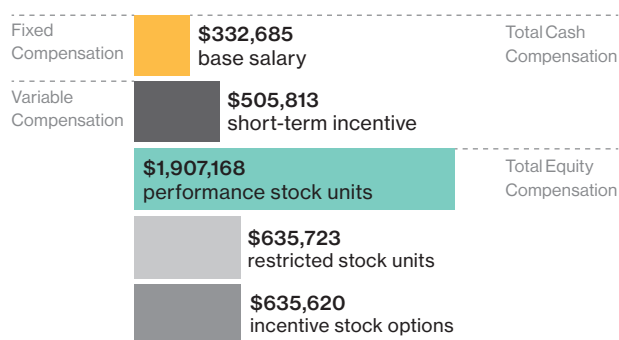 Fixed
Compensation
$332,685
base salary
Total Cash
Compensation
Variable
Compensation
$505,813
short-term incentive
$1,907,168
performance stock units
Total Equity
Compensation
$635,723
restricted stock units
$635,620
incentive stock options